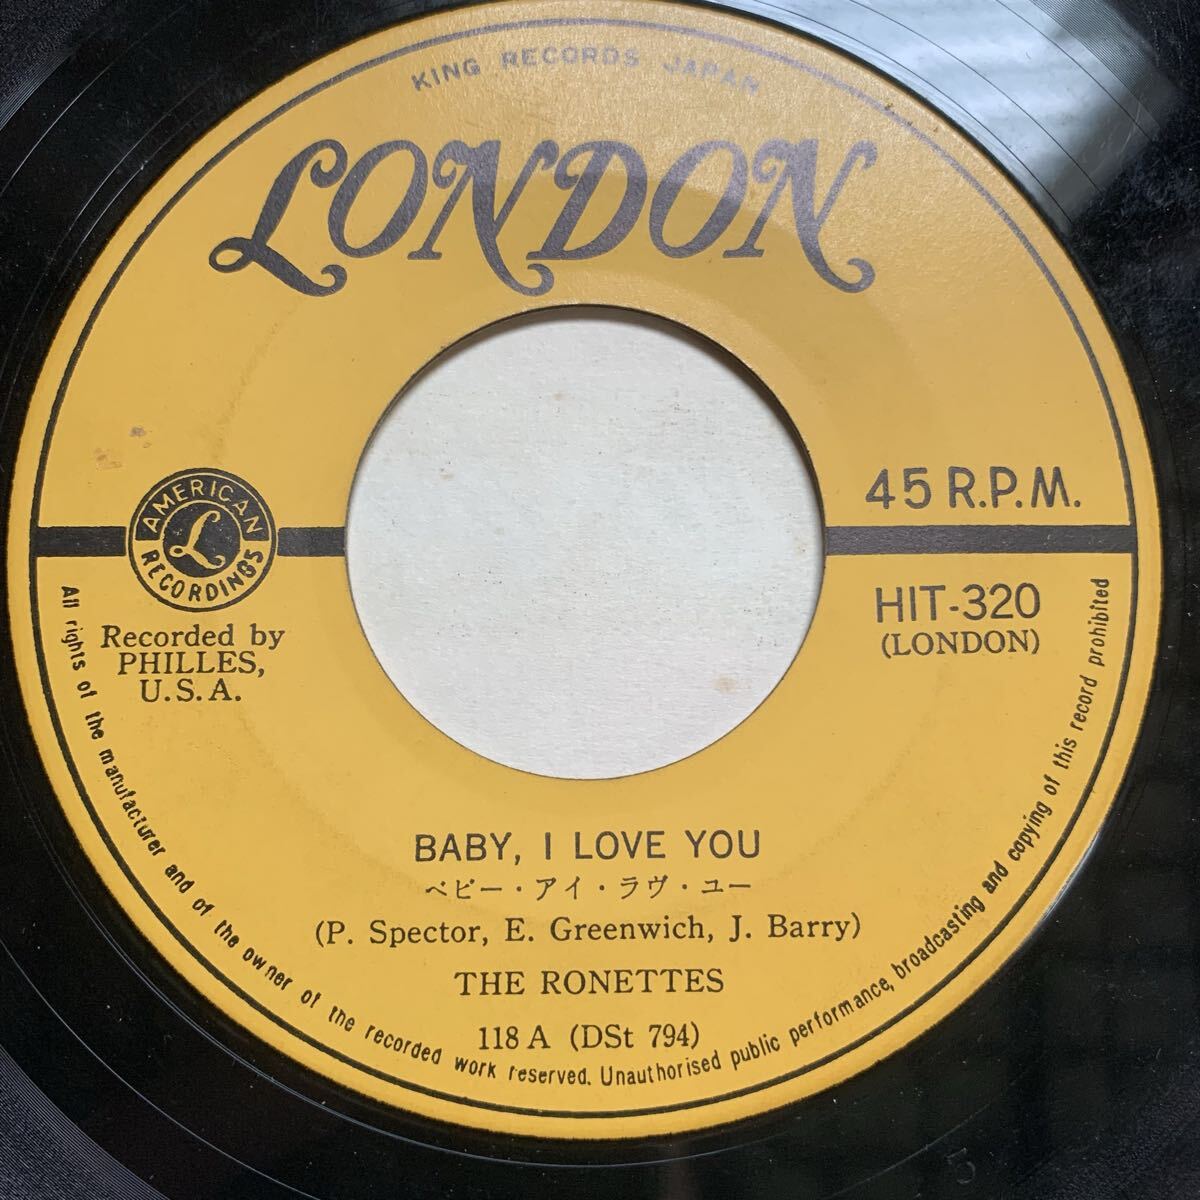 KING RECORDS JAPAN
LONDON
45 R.P.M.
AMERICAN
L
RECORDINGS
Recorded by
PHILLES,
U.S.A.
HIT-320
(LONDON)
BABY, I LOVE YOU
ベビー・アイ・ラヴ・ユー
(P. Spector, E. Greenwich, J. Barry)
THE RONETTES
118 A (DSt 794)
All rights of the manufacturer and of the owner of the recorded work reserved. Unauthorised public performance, broadcasting and copying of this record prohibited
5